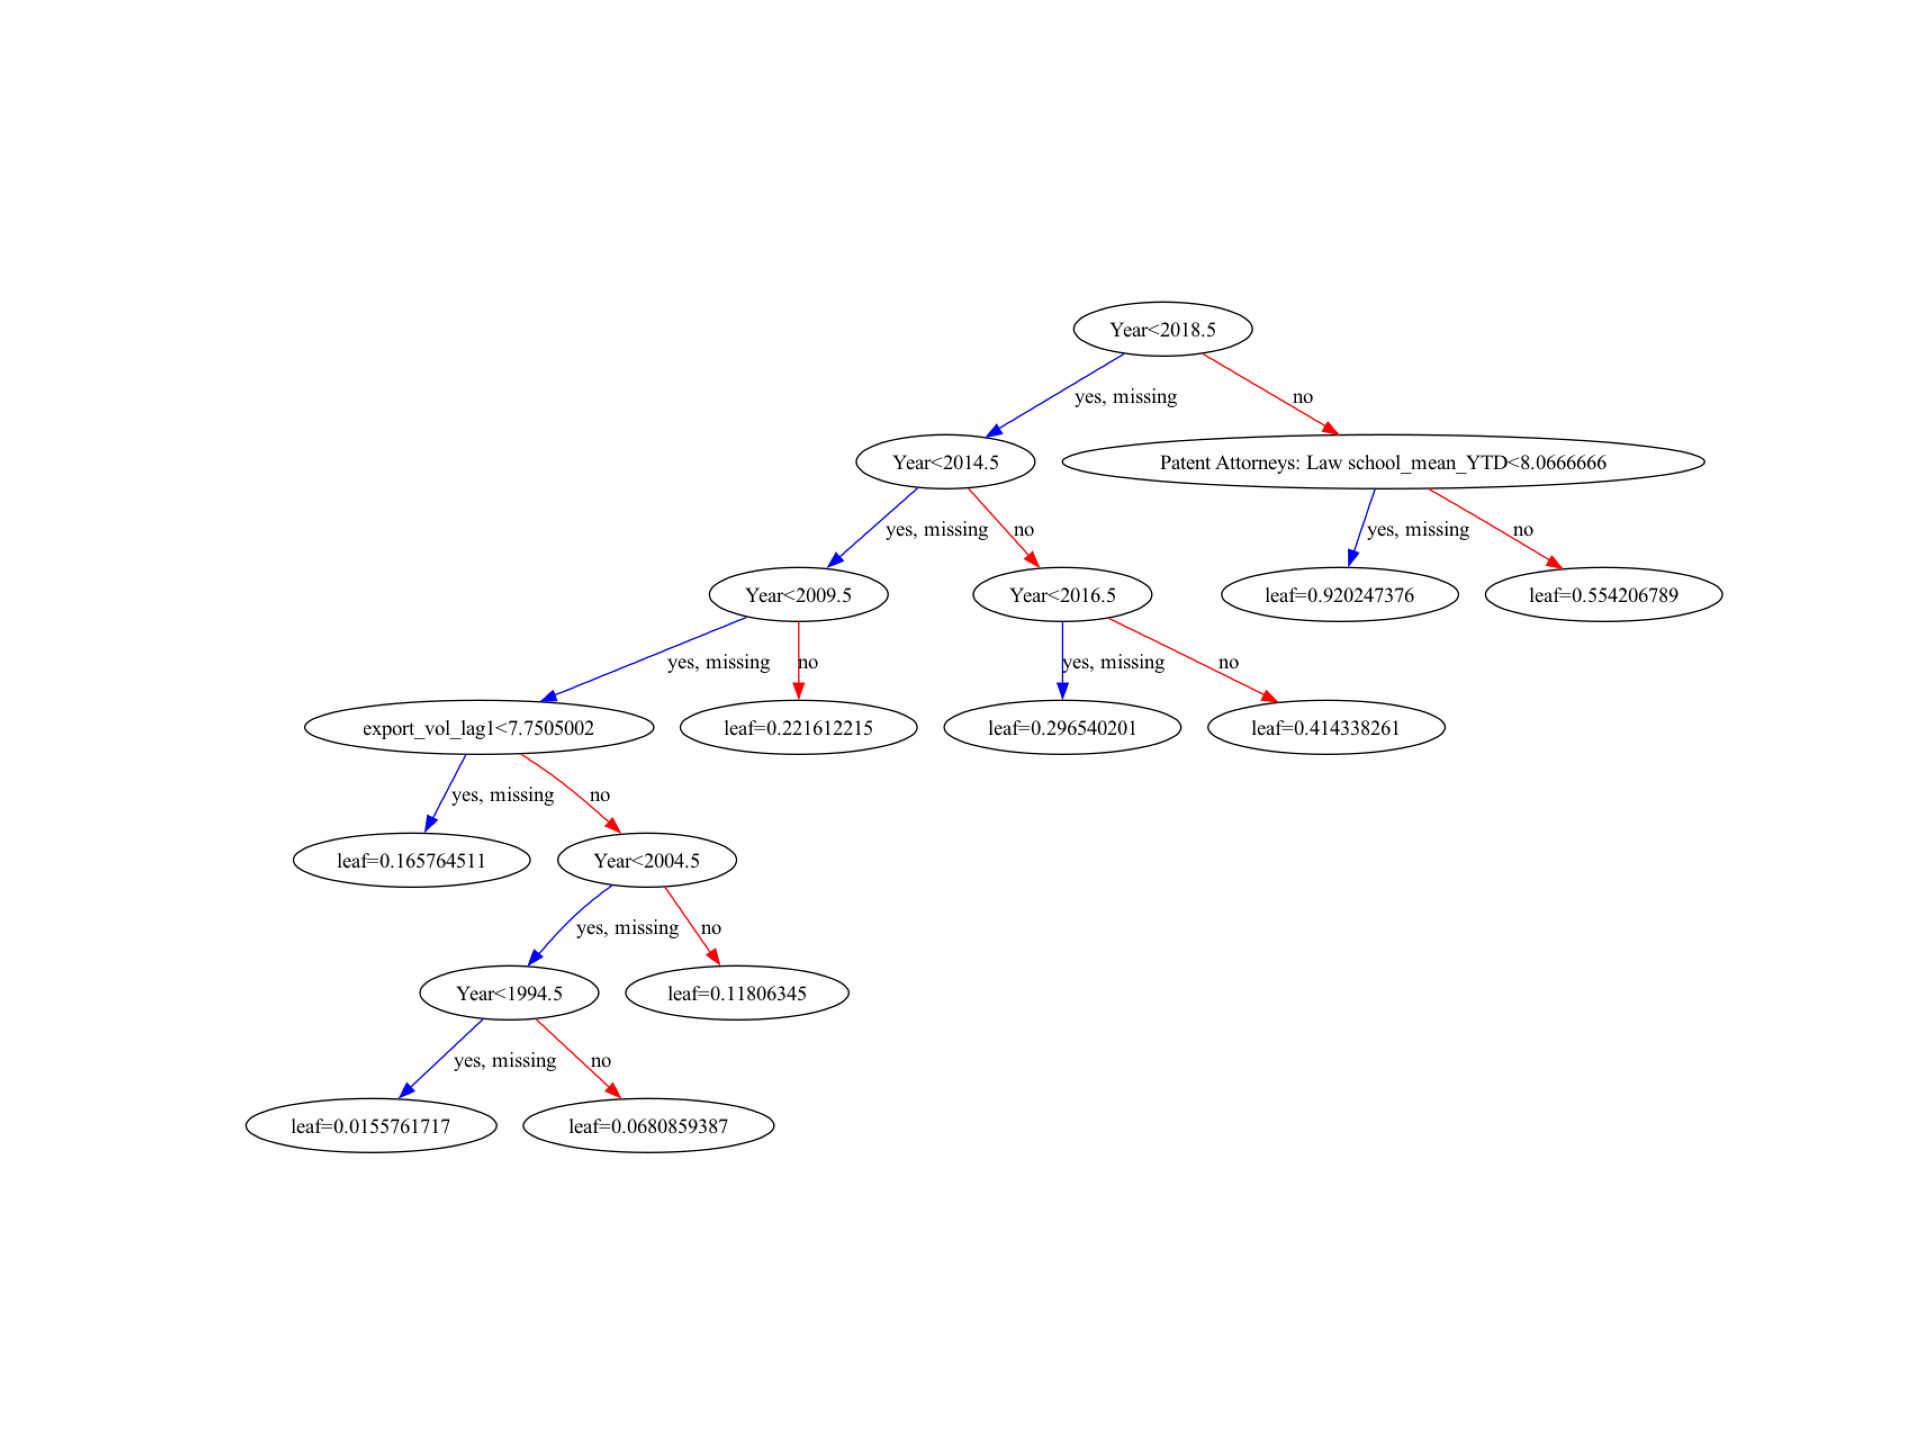 Year<2018.5
yes, missing
no
Year<2014.5
Patent Attorneys: Law school_mean_YTD<8.0666666
yes, missing
no
yes, missing
no
Year<2009.5
Year<2016.5
leaf=0.920247376
leaf=0.554206789
yes, missing
no
yes, missing
no
export_vol_lag1<7.7505002
leaf=0.221612215
leaf=0.296540201
leaf=0.414338261
yes, missing
no
leaf=0.165764511
Year<2004.5
yes, missing
no
Year<1994.5
leaf=0.11806345
yes, missing
no
leaf=0.0155761717
leaf=0.0680859387